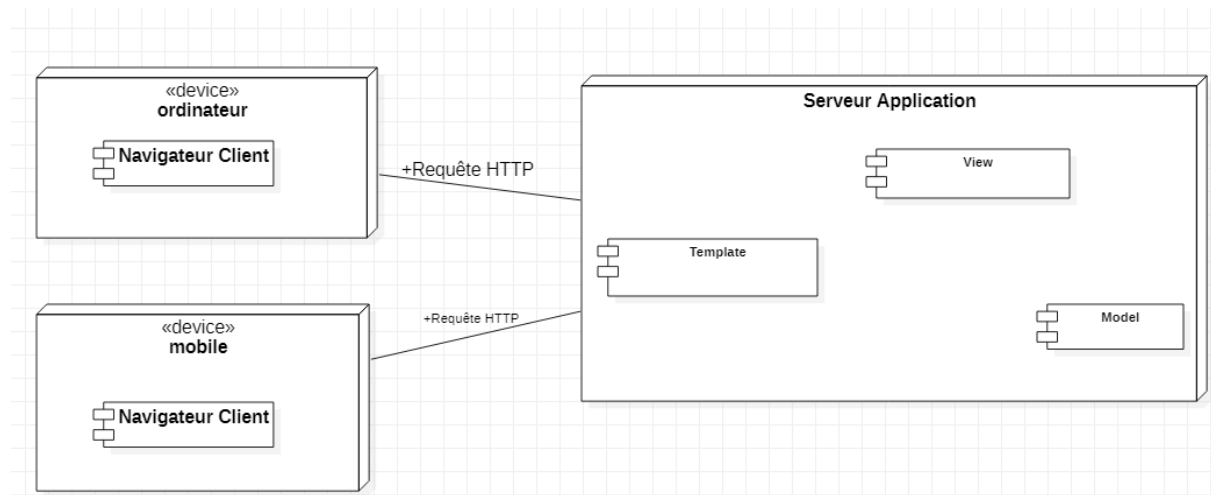 «device»
ordinateur
Navigateur Client
+Requête HTTP
«device»
mobile
Navigateur Client
+Requête HTTP
Serveur Application
View
Template
Model